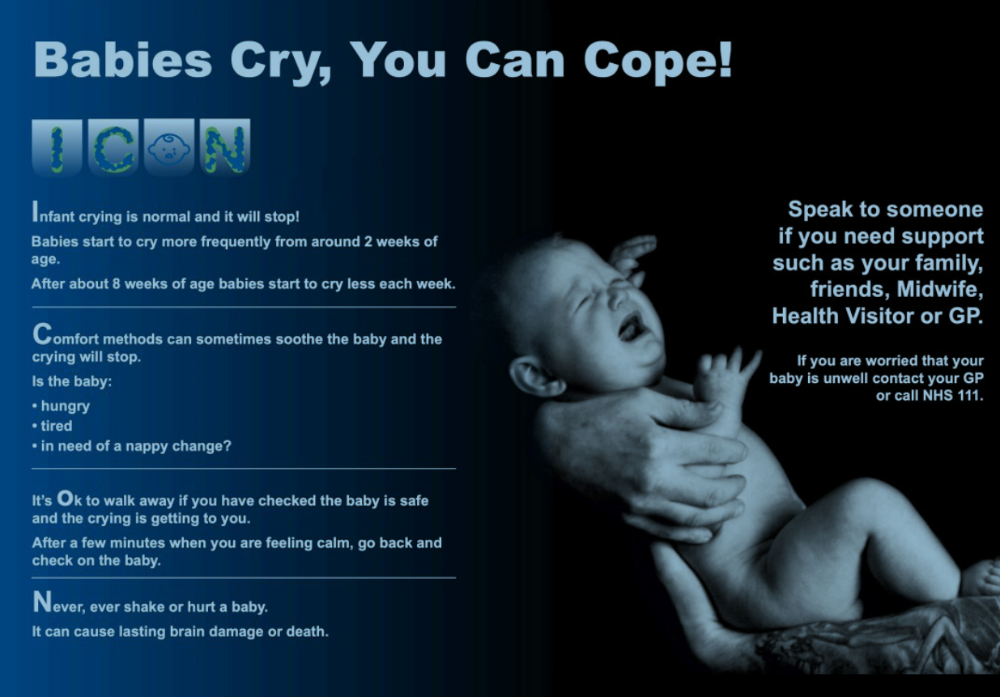 Babies Cry, You Can Cope!
I C O N
Infant crying is normal and it will stop!
Babies start to cry more frequently from around 2 weeks of
age.
After about 8 weeks of age babies start to cry less each week.
Comfort methods can sometimes soothe the baby and the
crying will stop.
Is the baby:
• hungry
• tired
• in need of a nappy change?
It's Ok to walk away if you have checked the baby is safe
and the crying is getting to you.
After a few minutes when you are feeling calm, go back and
check on the baby.
Never, ever shake or hurt a baby.
It can cause lasting brain damage or death.
Speak to someone
if you need support
such as your family,
friends, Midwife,
Health Visitor or GP.
If you are worried that your
baby is unwell contact your GP
or call NHS 111.